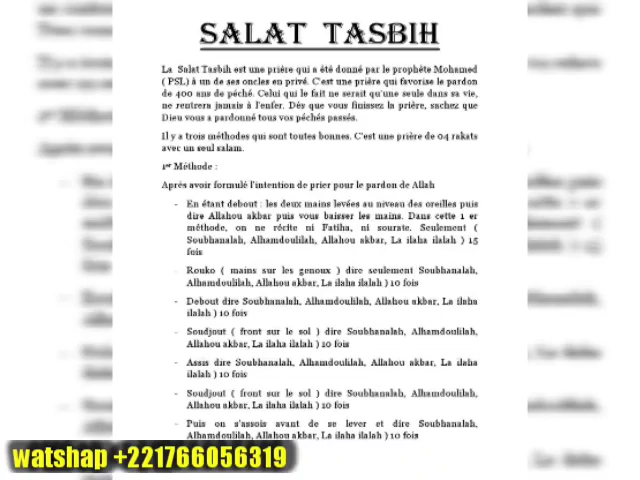 SALAT TASBIH
La Salat Tasbih est une prière qui a été donné par le prophète Mohamed
( PSL) à un de ses oncles en privé. C'est une prière qui favorise le pardon
de 400 ans de péché. Celui qui le fait ne serait qu'une seule dans sa vie,
ne rentrera jamais à l'enfer. Dès que vous finissez la prière, sachez que
Dieu vous a pardonné tous vos péchés passés.
Il y a trois méthodes qui sont toutes bonnes. C'est une prière de 04 rakats
avec un seul salam.
1er Méthode :
Après avoir formulé l'intention de prier pour le pardon de Allah
- En étant debout : les deux mains levées au niveau des oreilles puis
dire Allahou akbar puis vous baisser les mains. Dans cette 1 er
méthode, on ne récite ni Fatiha, ni sourate. Seulement (
Soubhanalah, Alhamdoulilah, Allahou akbar, La ilaha ilalah ) 15
fois
- Rouko ( mains sur les genoux ) dire seulement Soubhanalah,
Alhamdoulilah, Allahou akbar, La ilaha ilalah ) 10 fois
- Debout dire Soubhanalah, Alhamdoulilah, Allahou akbar, La ilaha
ilalah ) 10 fois
- Soudjout ( front sur le sol ) dire Soubhanalah, Alhamdoulilah,
Allahou akbar, La ilaha ilalah ) 10 fois
- Assis dire Soubhanalah, Alhamdoulilah, Allahou akbar, La ilaha
ilalah ) 10 fois
- Soudjout ( front sur le sol ) dire Soubhanalah, Alhamdoulilah,
Allahou akbar, La ilaha ilalah ) 10 fois
- Puis on s'assois avant de se lever et dire Soubhanalah,
Alhamdoulilah, Allahou akbar, La ilaha ilalah ) 10 fois
watshap +221766056319